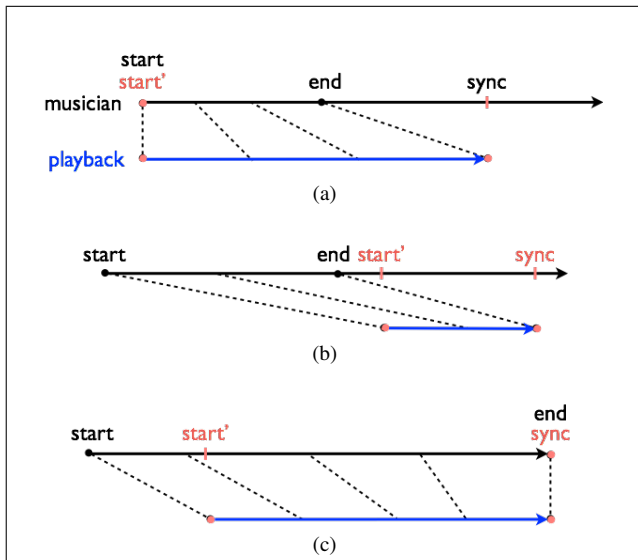 start
start'
end
sync
musician
playback
(a)
start
end
start'
sync
(b)
end
start
start'
sync
(c)